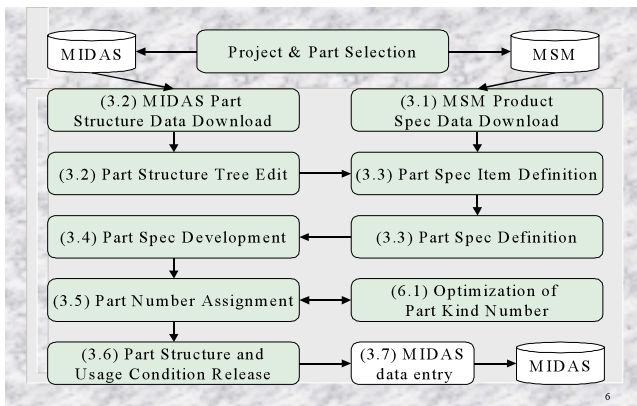 MIDAS
Project & Part Selection
MSM
(3.2) MIDAS Part
Structure Data Download
(3.1) MSM Product
Spec Data Download
(3.2) Part Structure Tree Edit
(3.3) Part Spec Item Definition
(3.4) Part Spec Development
(3.3) Part Spec Definition
(3.5) Part Number Assignment
(6.1) Optimization of
Part Kind Number
(3.6) Part Structure and
Usage Condition Release
(3.7) MIDAS
data entry
MIDAS
6